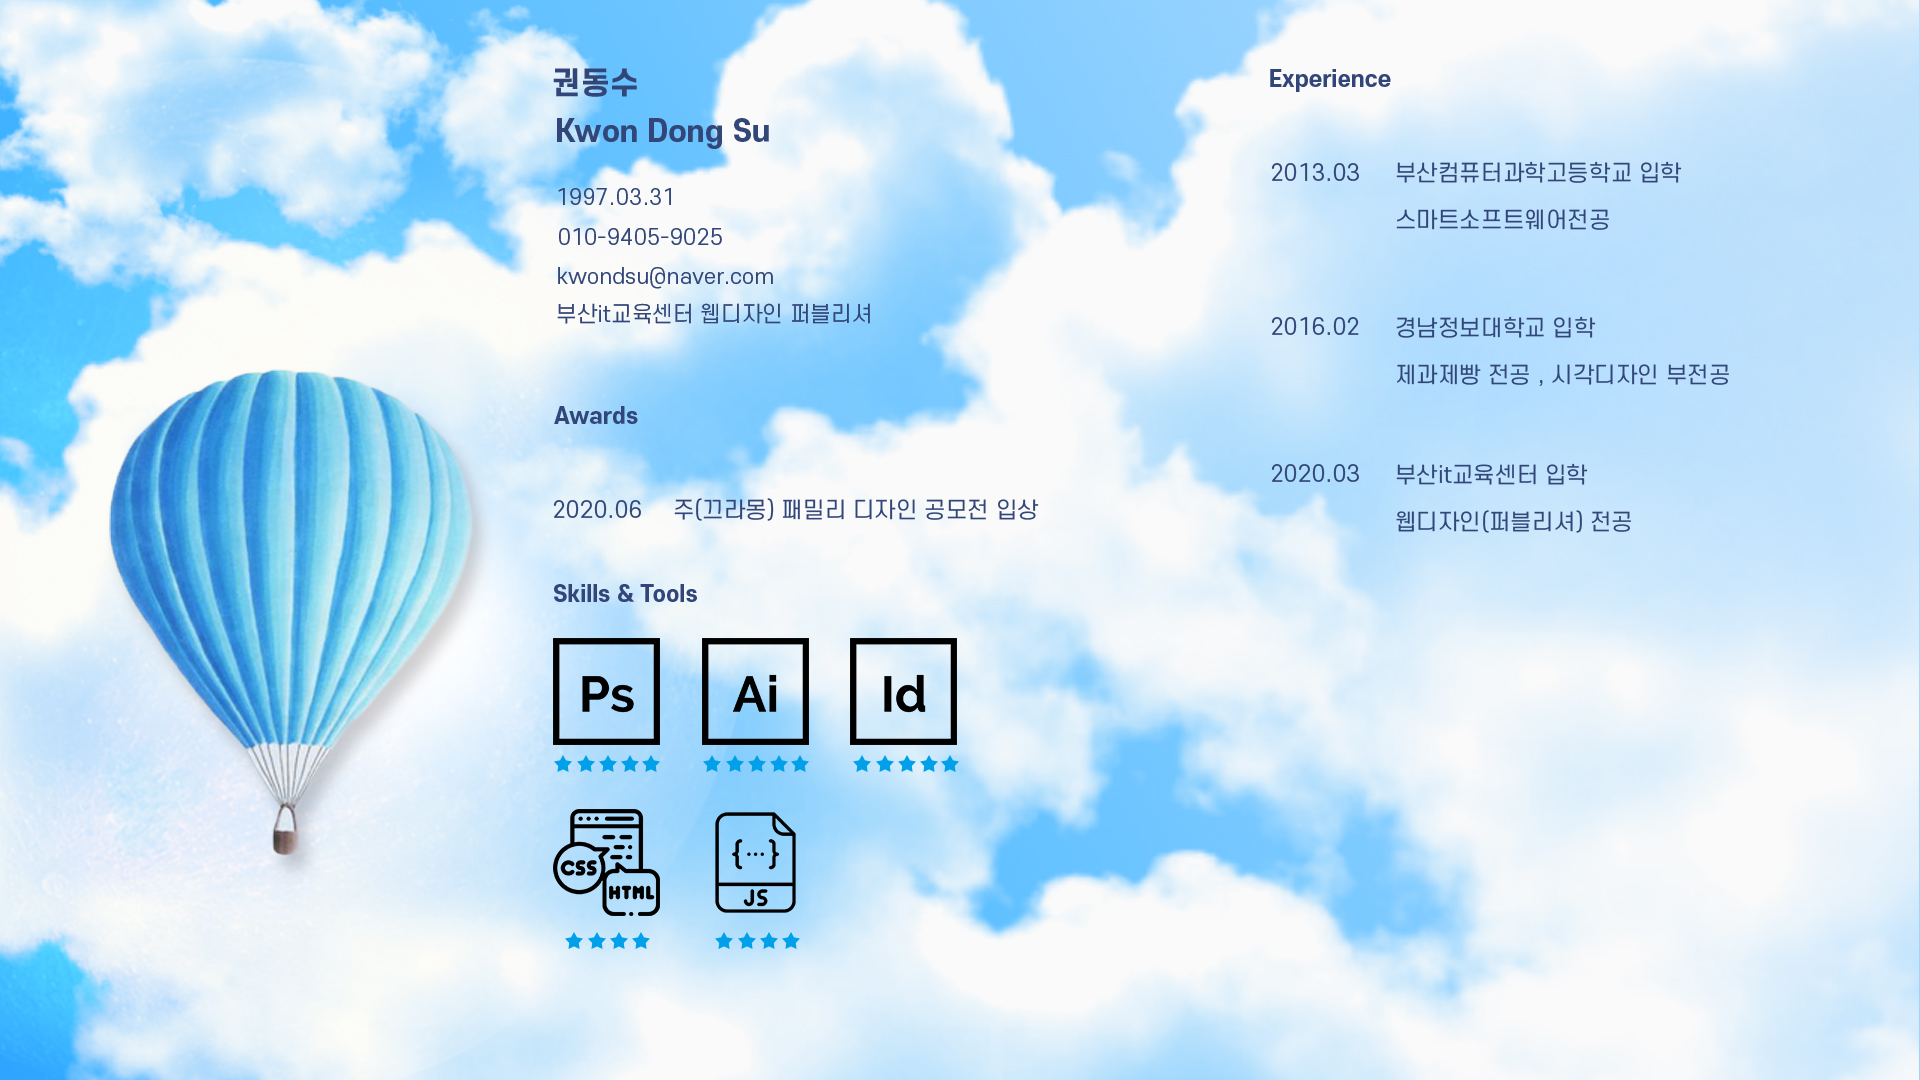 권동수
Kwon Dong Su
1997.03.31
010-9405-9025
kwondsu@naver.com
부산it교육센터 웹디자인 퍼블리셔
Awards
2020.06 주(끄라몽) 패밀리 디자인 공모전 입상
Skills & Tools
Ps Ai Id
CSS
HTML
{...}
JS
Experience
2013.03 부산컴퓨터과학고등학교 입학
스마트소프트웨어전공
2016.02 경남정보대학교 입학
제과제빵 전공 , 시각디자인 부전공
2020.03 부산it교육센터 입학
웹디자인(퍼블리셔) 전공